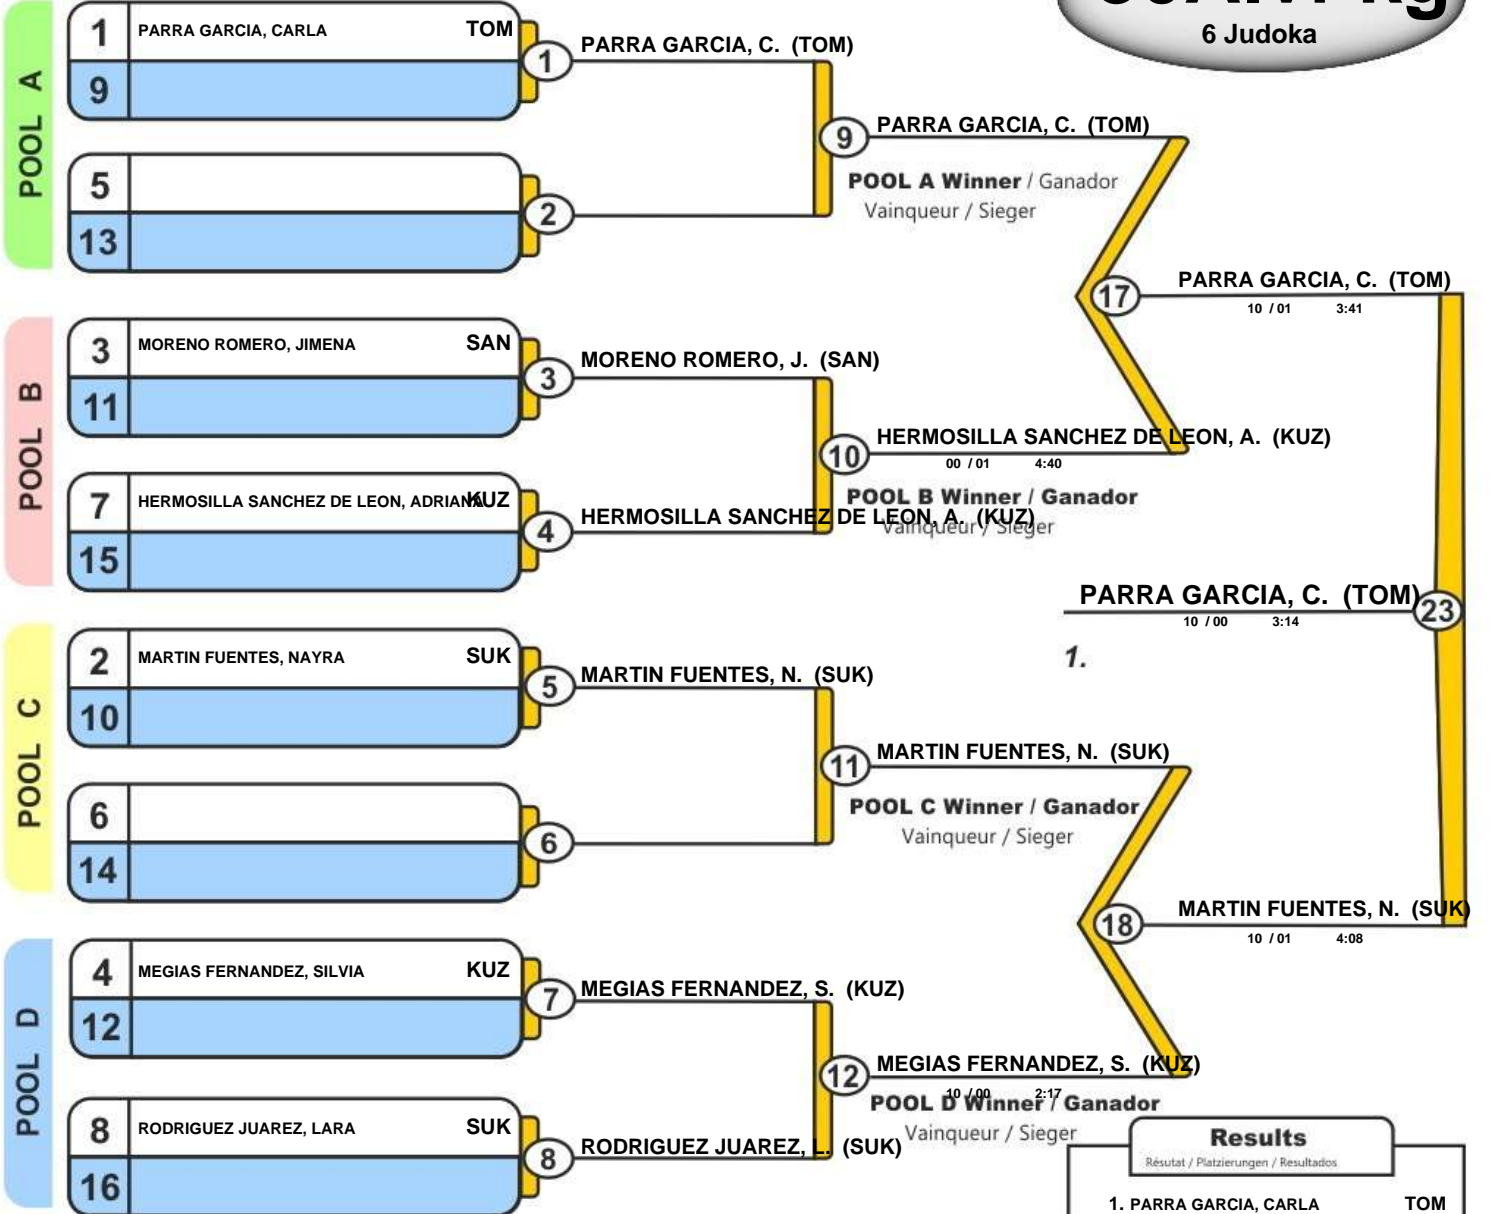 6 Judoka
POOL A
1 PARRA GARCIA, CARLA TOM
9
5
13
1 PARRA GARCIA, C. (TOM)
2
9 PARRA GARCIA, C. (TOM)
POOL A Winner / Ganador
Vainqueur / Sieger
17 PARRA GARCIA, C. (TOM)
10 / 01 3:41
POOL B
3 MORENO ROMERO, JIMENA SAN
11
7 HERMOSILLA SANCHEZ DE LEON, ADRIANA KUZ
15
3 MORENO ROMERO, J. (SAN)
4 HERMOSILLA SANCHEZ DE LEON, A. (KUZ)
10 HERMOSILLA SANCHEZ DE LEON, A. (KUZ)
00 / 01 4:40
POOL B Winner / Ganador
Vainqueur / Sieger
PARRA GARCIA, C. (TOM) 23
10 / 00 3:14
1.
POOL C
2 MARTIN FUENTES, NAYRA SUK
10
6
14
5 MARTIN FUENTES, N. (SUK)
6
11 MARTIN FUENTES, N. (SUK)
POOL C Winner / Ganador
Vainqueur / Sieger
18 MARTIN FUENTES, N. (SUK)
10 / 01 4:08
POOL D
4 MEGIAS FERNANDEZ, SILVIA KUZ
12
8 RODRIGUEZ JUAREZ, LARA SUK
16
7 MEGIAS FERNANDEZ, S. (KUZ)
8 RODRIGUEZ JUAREZ, L. (SUK)
12 MEGIAS FERNANDEZ, S. (KUZ)
10 / 00 2:17
POOL D Winner / Ganador
Vainqueur / Sieger
Results
Résutat / Platzierungen / Resultados
1. PARRA GARCIA, CARLA TOM